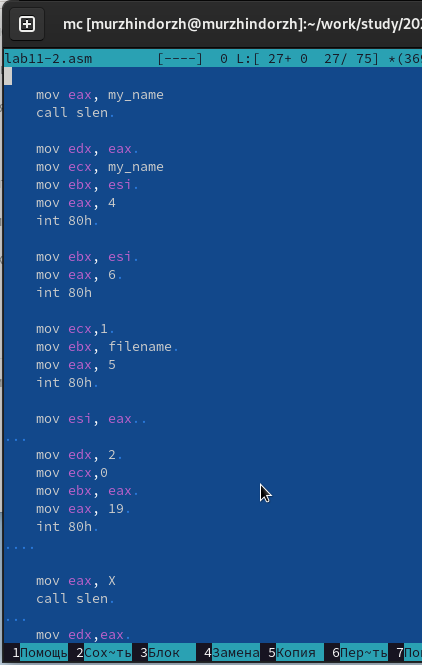 mc [murzhindorzh@murzhindorzh]:~/work/study/202
lab11-2.asm [----] 0 L:[ 27+ 0 27/ 75] *(369
mov eax, my_name
call slen.
mov edx, eax.
mov ecx, my_name
mov ebx, esi.
mov eax, 4
int 80h.
mov ebx, esi.
mov eax, 6.
int 80h
mov ecx,1.
mov ebx, filename.
mov eax, 5
int 80h.
mov esi, eax..
...
mov edx, 2.
mov ecx,0
mov ebx, eax.
mov eax, 19.
int 80h.
....
mov eax, X
call slen.
...
mov edx,eax.
1Помощь 2Сох~ть 3Блок 4Замена 5Копия 6Пер~ть 7По